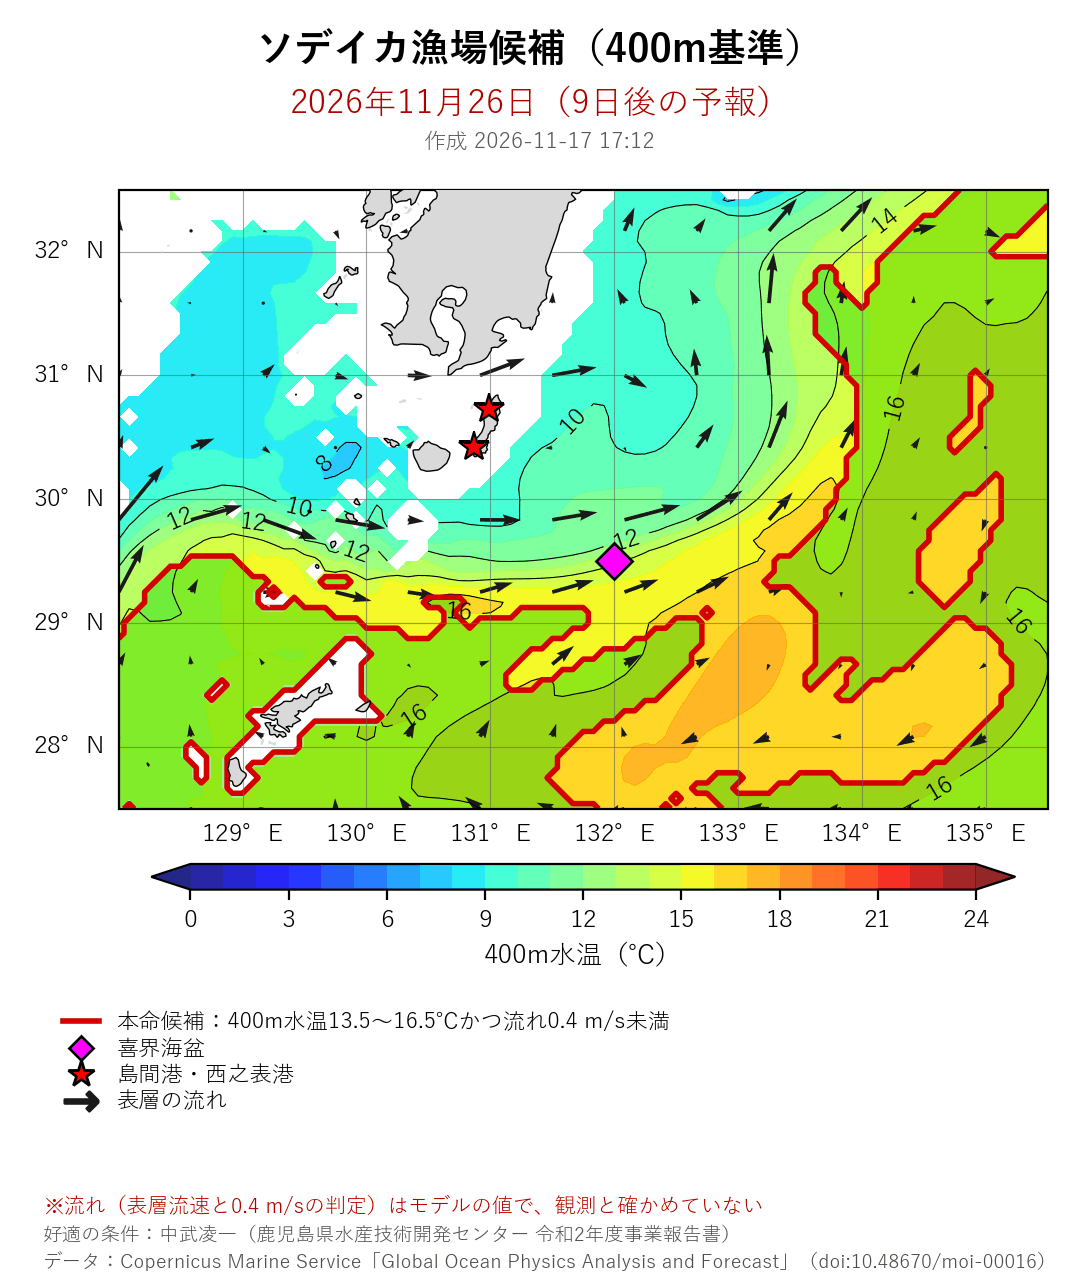 ソデイカ漁場候補（400m基準）
2026年11月26日（9日後の予報）
作成 2026-11-17 17:12
32° N
31° N
30° N
29° N
28° N
14
16
10
8
10
12
12
12
12
16
16
16
16
129° E 130° E 131° E 132° E 133° E 134° E 135° E
0 3 6 9 12 15 18 21 24
400m水温（℃）
本命候補：400m水温13.5～16.5℃かつ流れ0.4 m/s未満
喜界海盆
島間港・西之表港
表層の流れ
※流れ（表層流速と0.4 m/sの判定）はモデルの値で、観測と確かめていない
好適の条件：中武凌一（鹿児島県水産技術開発センター 令和2年度事業報告書）
データ：Copernicus Marine Service「Global Ocean Physics Analysis and Forecast」（doi:10.48670/moi-00016）